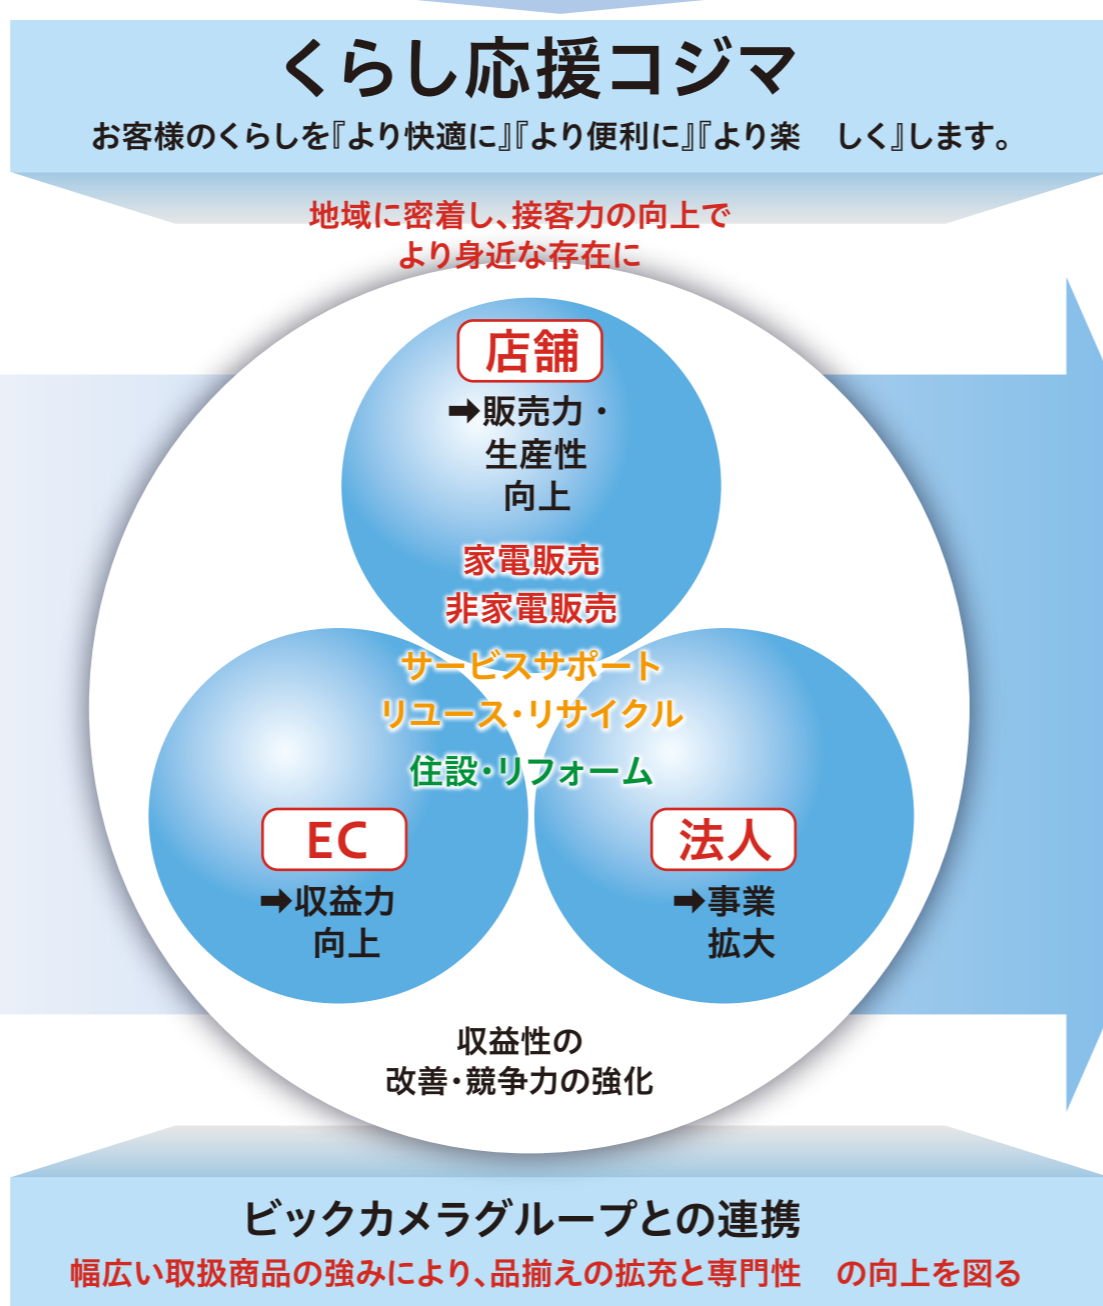 くらし応援コジマ
お客様のくらしを『より快適に』『より便利に』『より楽　しく』します。
地域に密着し、接客力の向上で
より身近な存在に
店舗
➡販売力・
生産性
向上
家電販売
非家電販売
サービスサポート
リユース・リサイクル
住設・リフォーム
EC
➡収益力
向上
法人
➡事業
拡大
収益性の
改善・競争力の強化
ビックカメラグループとの連携
幅広い取扱商品の強みにより、品揃えの拡充と専門性　の向上を図る